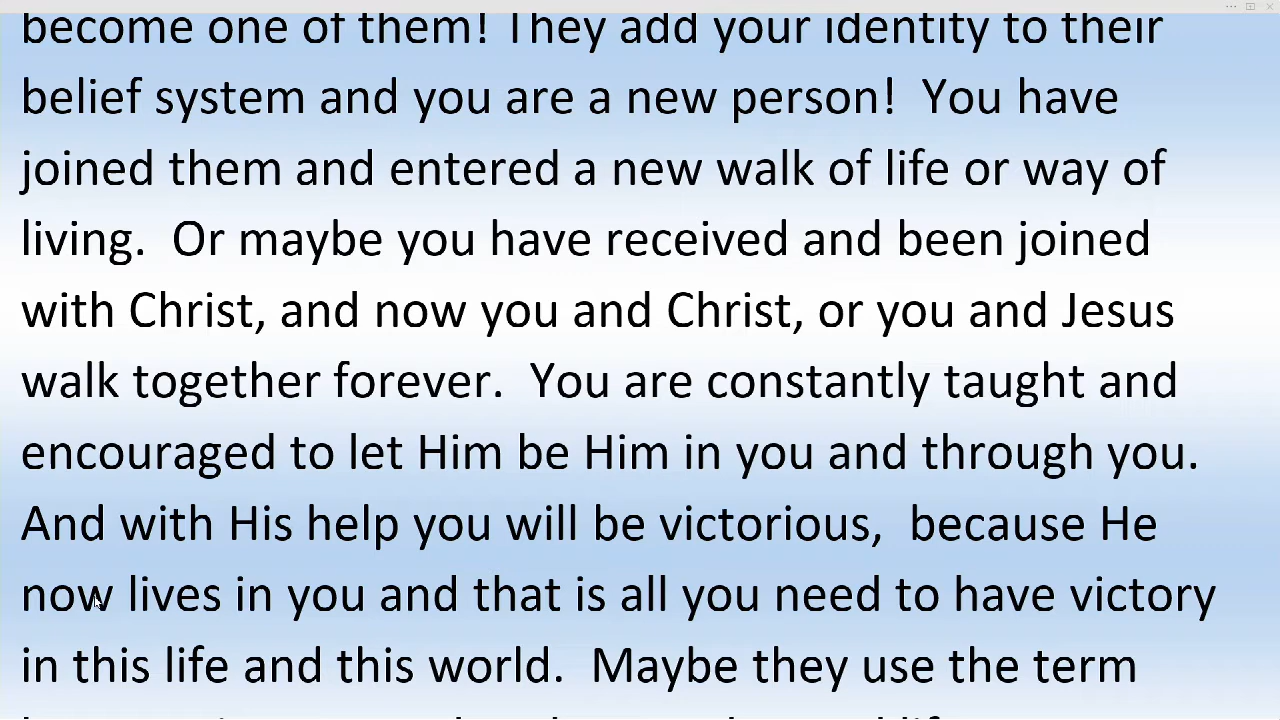 become one of them! They add your identity to their
belief system and you are a new person!  You have
joined them and entered a new walk of life or way of
living.  Or maybe you have received and been joined
with Christ, and now you and Christ, or you and Jesus
walk together forever.  You are constantly taught and
encouraged to let Him be Him in you and through you.
And with His help you will be victorious,  because He
now lives in you and that is all you need to have victory
in this life and this world.  Maybe they use the term